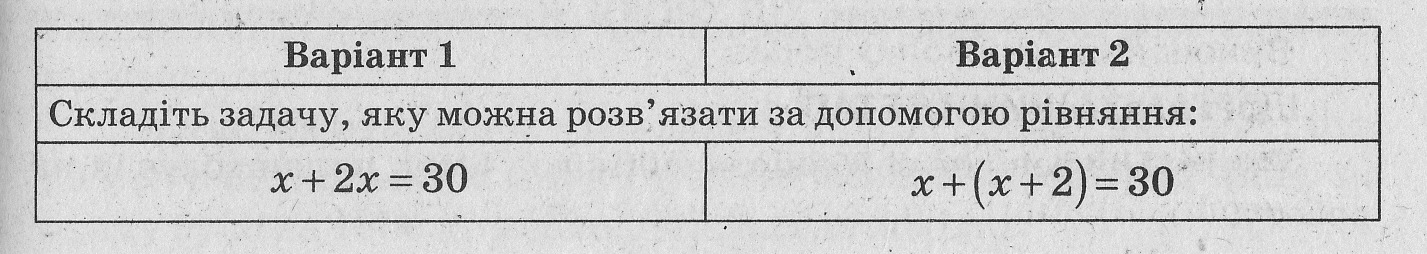 Варіант 1 Варіант 2
Складіть задачу, яку можна розв’язати за допомогою рівняння:
x + 2x = 30 x + (x + 2) = 30